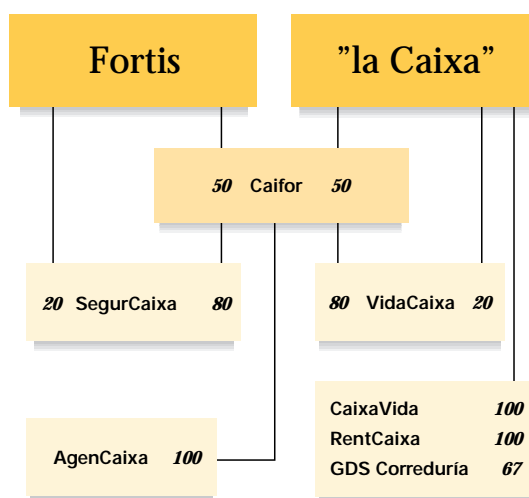 Fortis "la Caixa"
50 Caifor 50
20 SegurCaixa 80
80 VidaCaixa 20
AgenCaixa 100
CaixaVida 100
RentCaixa 100
GDS Correduría 67